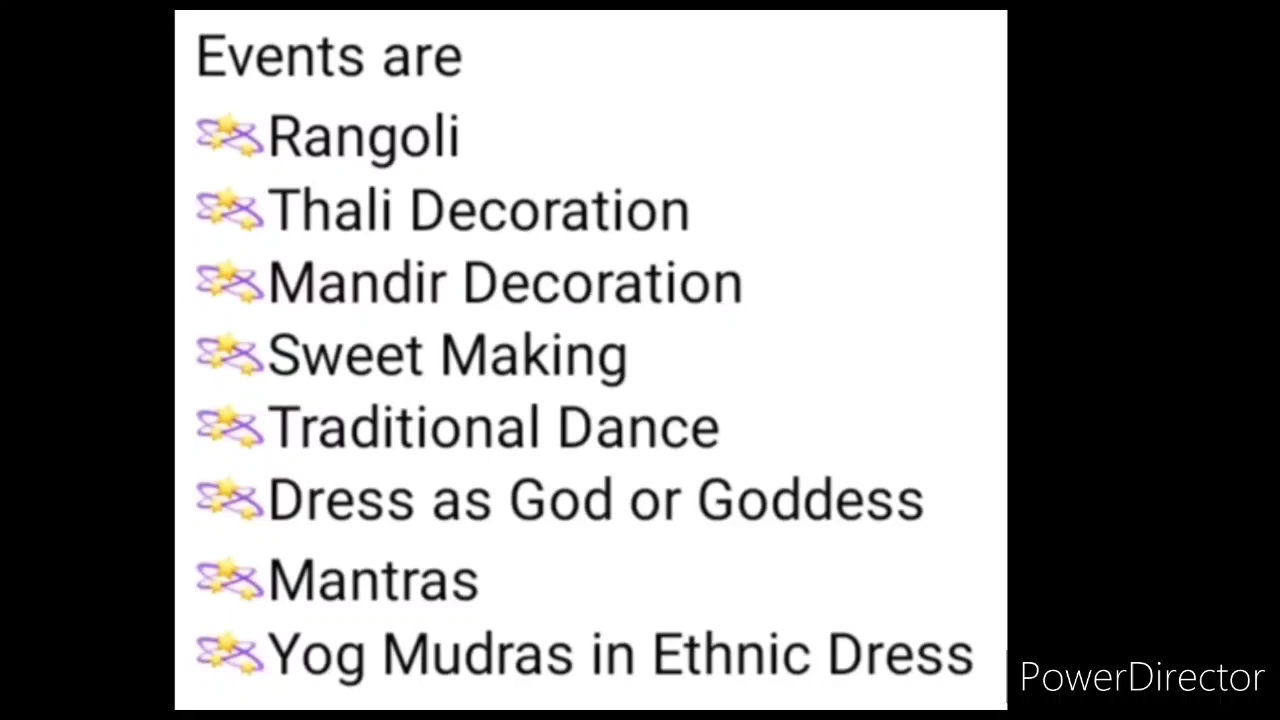 Events are
💫Rangoli
💫Thali Decoration
💫Mandir Decoration
💫Sweet Making
💫Traditional Dance
💫Dress as God or Goddess
💫Mantras
💫Yog Mudras in Ethnic Dress
PowerDirector